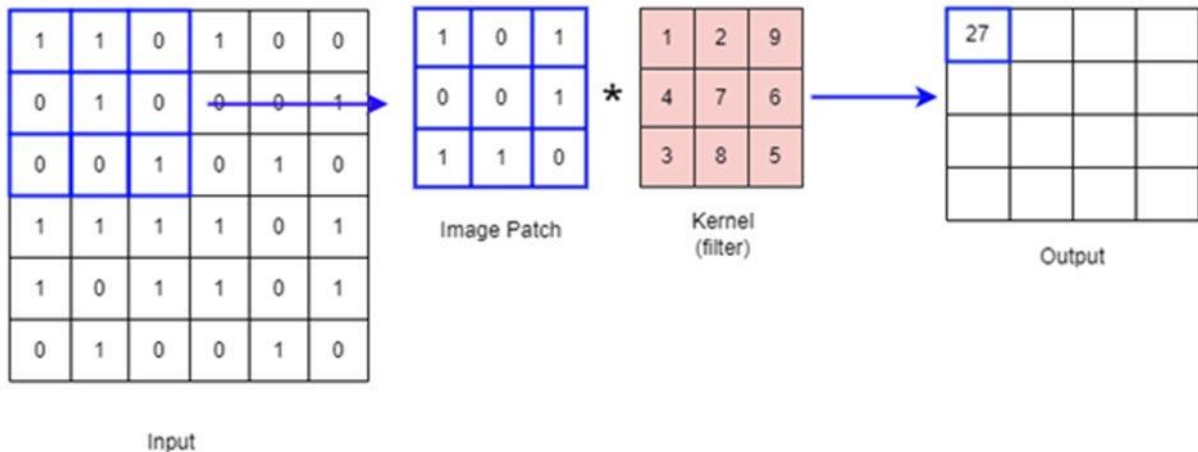 1 1 0 1 0 0
0 1 0 0 0 1
0 0 1 0 1 0
1 1 1 1 0 1
1 0 1 1 0 1
0 1 0 0 1 0
Input
1 0 1
0 0 1
1 1 0
Image Patch
*
1 2 9
4 7 6
3 8 5
Kernel
(filter)
27
Output